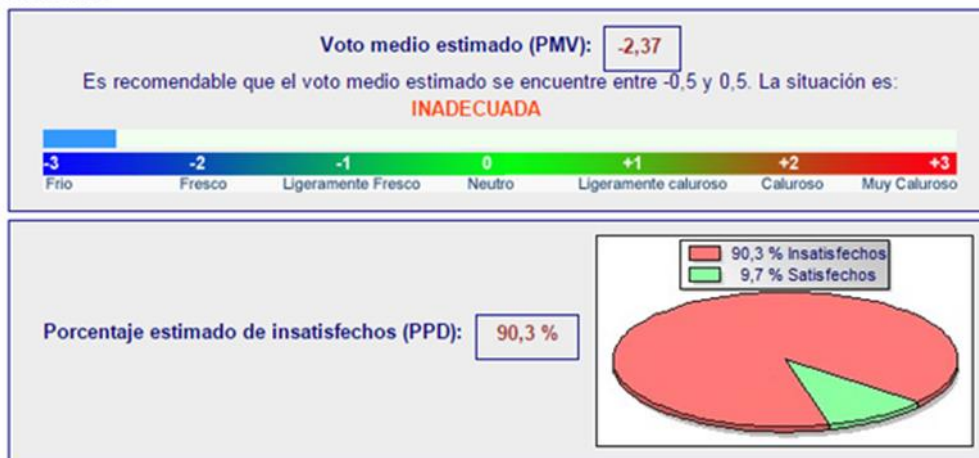 Voto medio estimado (PMV): -2,37
Es recomendable que el voto medio estimado se encuentre entre -0,5 y 0,5. La situación es:
INADECUADA
-3 -2 -1 0 +1 +2 +3
Frio Fresco Ligeramente Fresco Neutro Ligeramente caluroso Caluroso Muy Caluroso
90,3 % Insatisfechos
9,7 % Satisfechos
Porcentaje estimado de insatisfechos (PPD): 90,3 %